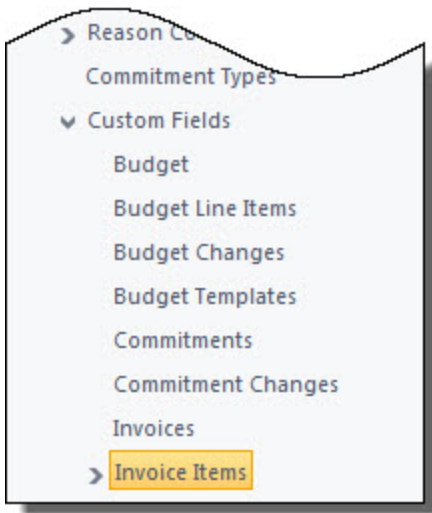 Reason
Commitment Types
Custom Fields
Budget
Budget Line Items
Budget Changes
Budget Templates
Commitments
Commitment Changes
Invoices
Invoice Items